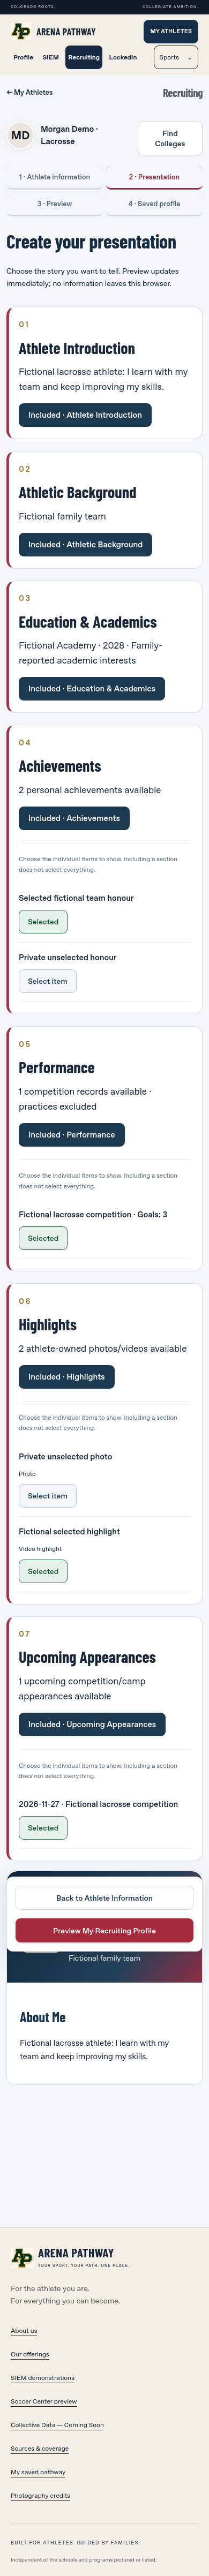 COLORADO ROOTS.
COLLEGIATE AMBITION.
AP
ARENA PATHWAY
MY ATHLETES
Profile
SIEM
Recruiting
LockedIn
Sports
← My Athletes
Recruiting
MD
Morgan Demo ·
Lacrosse
Find
Colleges
1 · Athlete information
2 · Presentation
3 · Preview
4 · Saved profile
Create your presentation
Choose the story you want to tell. Preview updates
immediately; no information leaves this browser.
01
Athlete Introduction
Fictional lacrosse athlete: I learn with my
team and keep improving my skills.
Included · Athlete Introduction
02
Athletic Background
Fictional family team
Included · Athletic Background
03
Education & Academics
Fictional Academy · 2028 · Family-
reported academic interests
Included · Education & Academics
04
Achievements
2 personal achievements available
Included · Achievements
Choose the individual items to show. Including a section
does not select everything.
Selected fictional team honour
Selected
Private unselected honour
Select item
05
Performance
1 competition records available ·
practices excluded
Included · Performance
Choose the individual items to show. Including a section
does not select everything.
Fictional lacrosse competition · Goals: 3
Selected
06
Highlights
2 athlete-owned photos/videos available
Included · Highlights
Choose the individual items to show. Including a section
does not select everything.
Private unselected photo
Photo
Select item
Fictional selected highlight
Video highlight
Selected
07
Upcoming Appearances
1 upcoming competition/camp
appearances available
Included · Upcoming Appearances
Choose the individual items to show. Including a section
does not select everything.
2026-11-27 · Fictional lacrosse competition
Selected
Back to Athlete Information
Preview My Recruiting Profile
Fictional family team
About Me
Fictional lacrosse athlete: I learn with my
team and keep improving my skills.
AP
ARENA PATHWAY
YOUR SPORT. YOUR PATH. ONE PLACE.
For the athlete you are.
For everything you can become.
About us
Our offerings
SIEM demonstrations
Soccer Center preview
Collective Data — Coming Soon
Sources & coverage
My saved pathway
Photography credits
BUILT FOR ATHLETES. GUIDED BY FAMILIES.
Independent of the schools and programs pictured or listed.